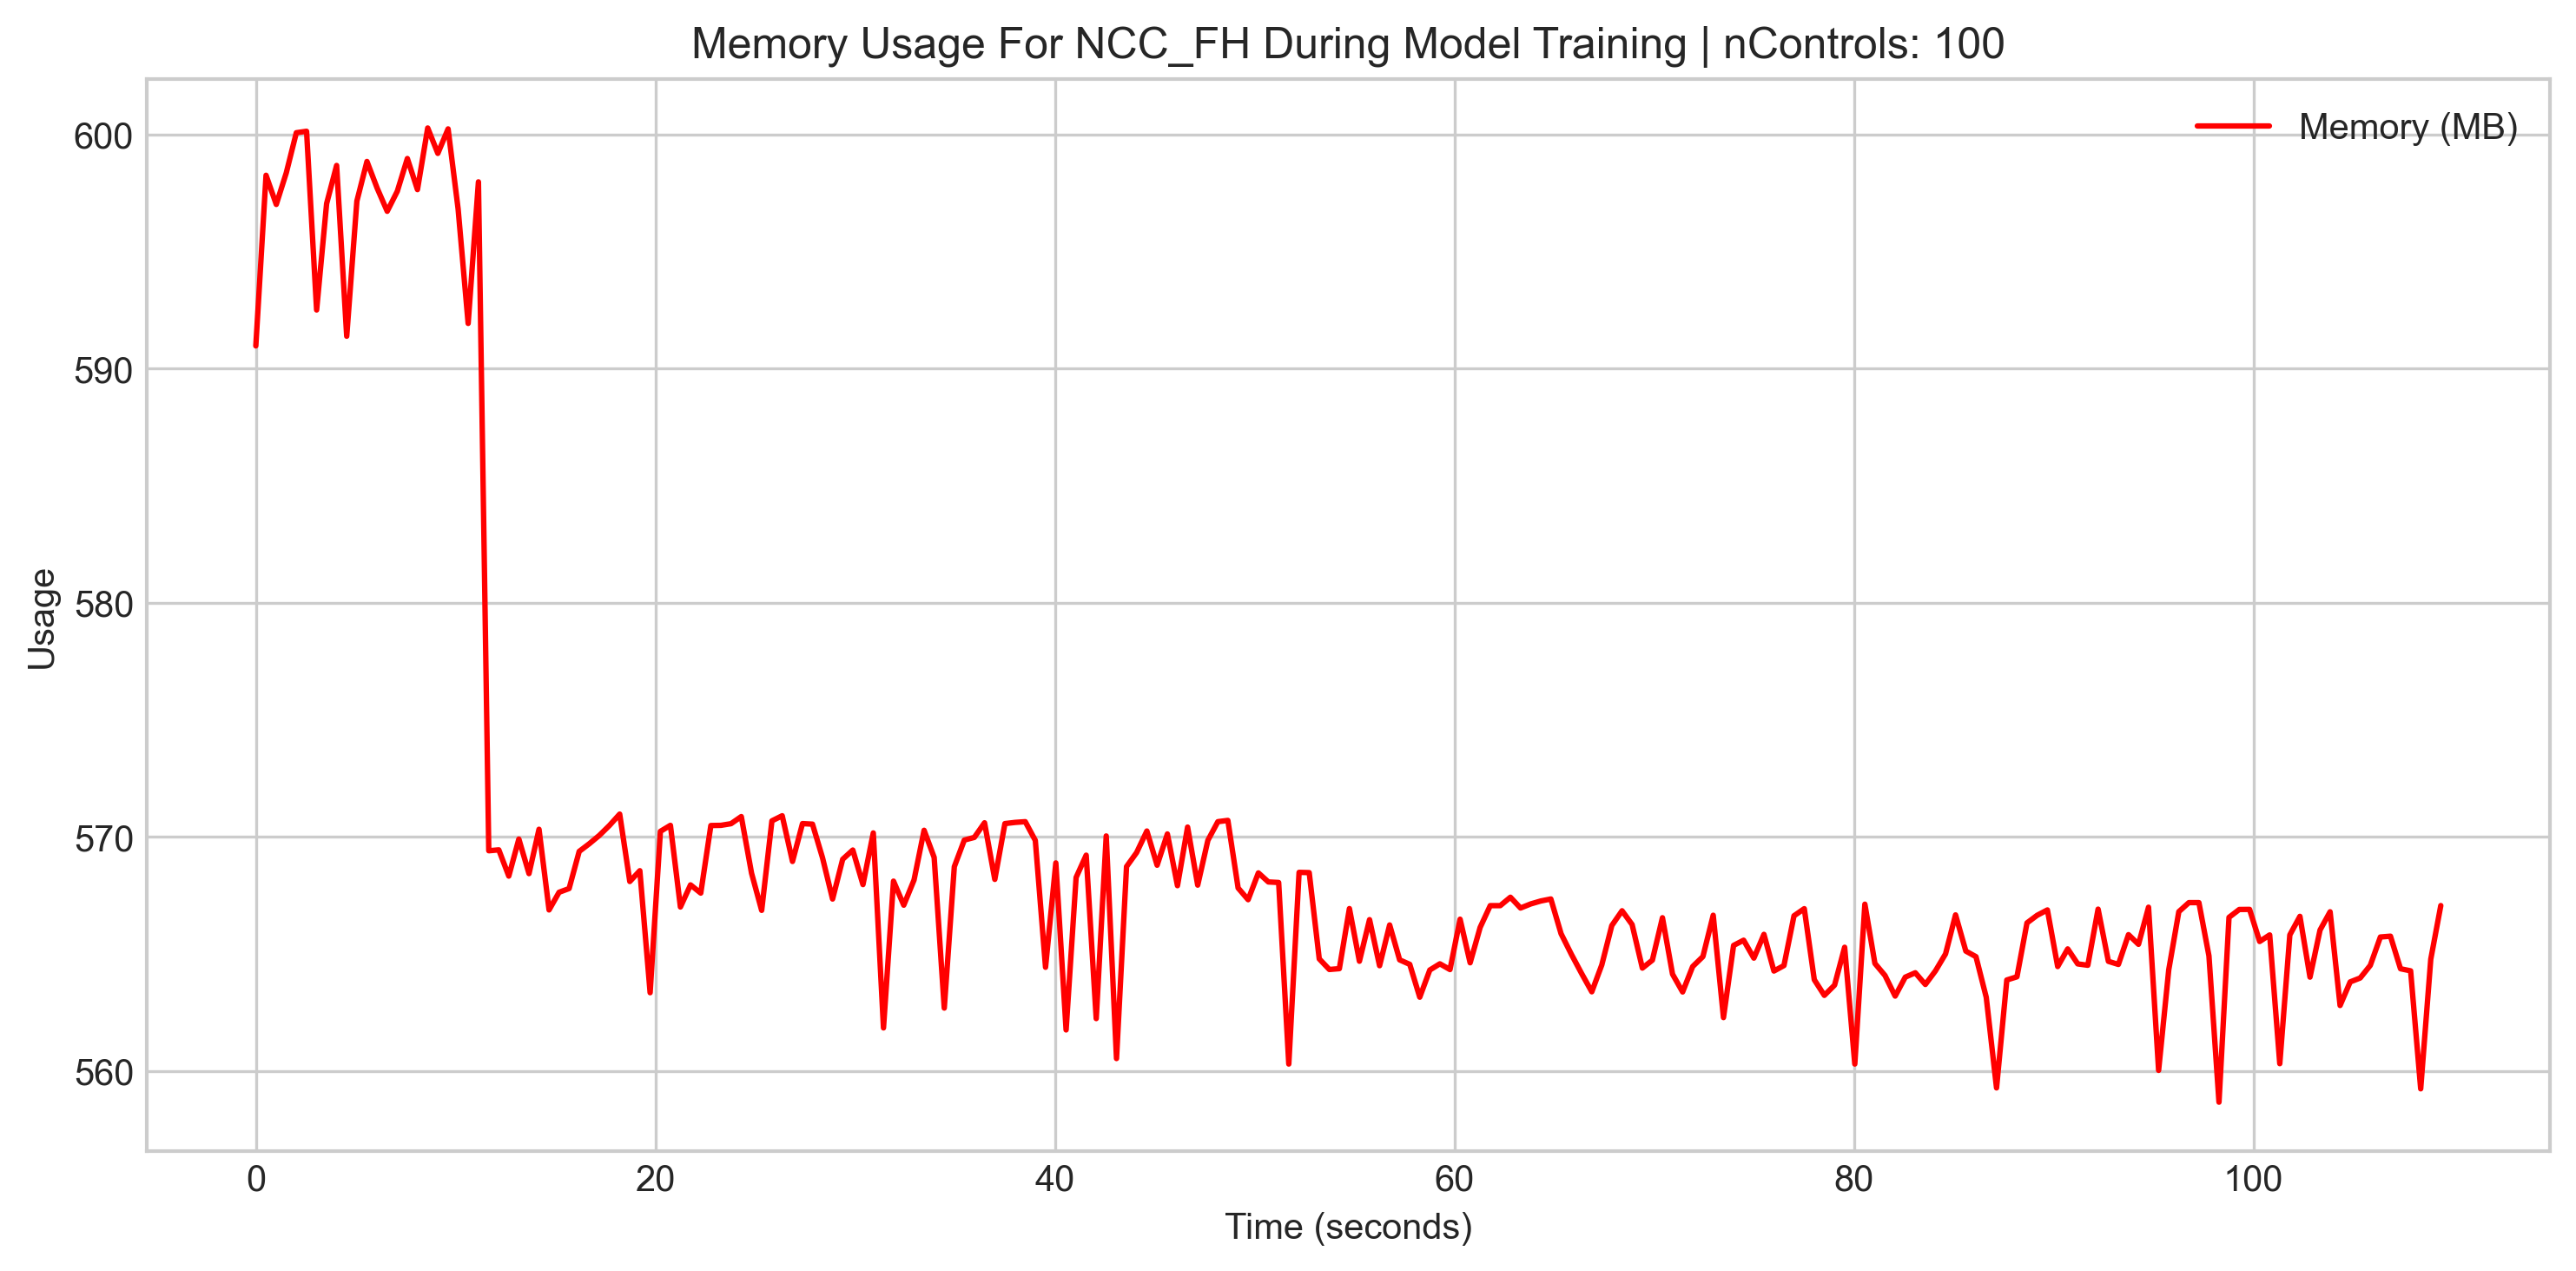 Memory Usage For NCC_FH During Model Training | nControls: 100
Memory (MB)
600
590
580
570
560
Usage
0 20 40 60 80 100
Time (seconds)